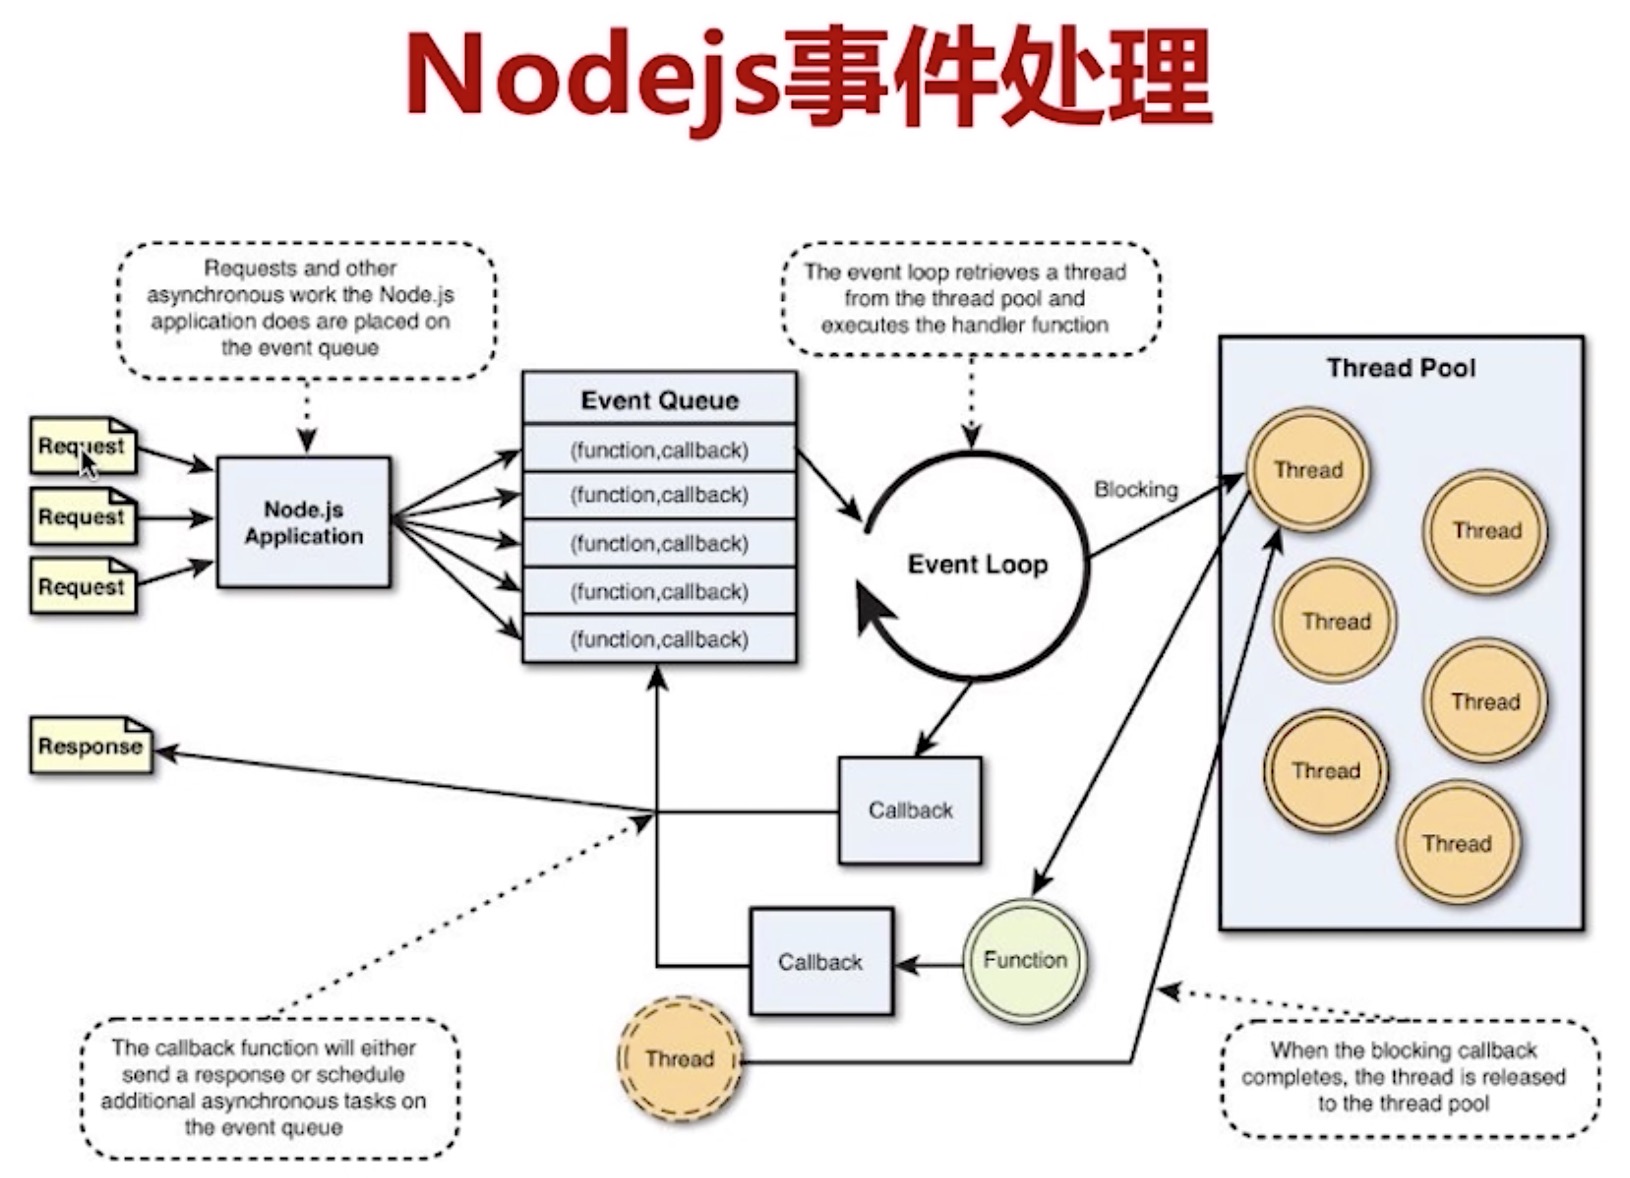 Nodejs事件处理
Requests and other
asynchronous work the Node.js
application does are placed on
the event queue
The event loop retrieves a thread
from the thread pool and
executes the handler function
Request
Request
Request
Node.js
Application
Event Queue
(function,callback)
(function,callback)
(function,callback)
(function,callback)
(function,callback)
Event Loop
Blocking
Thread Pool
Thread
Thread
Thread
Thread
Thread
Thread
Response
Callback
Callback
Function
Thread
The callback function will either
send a response or schedule
additional asynchronous tasks on
the event queue
When the blocking callback
completes, the thread is released
to the thread pool